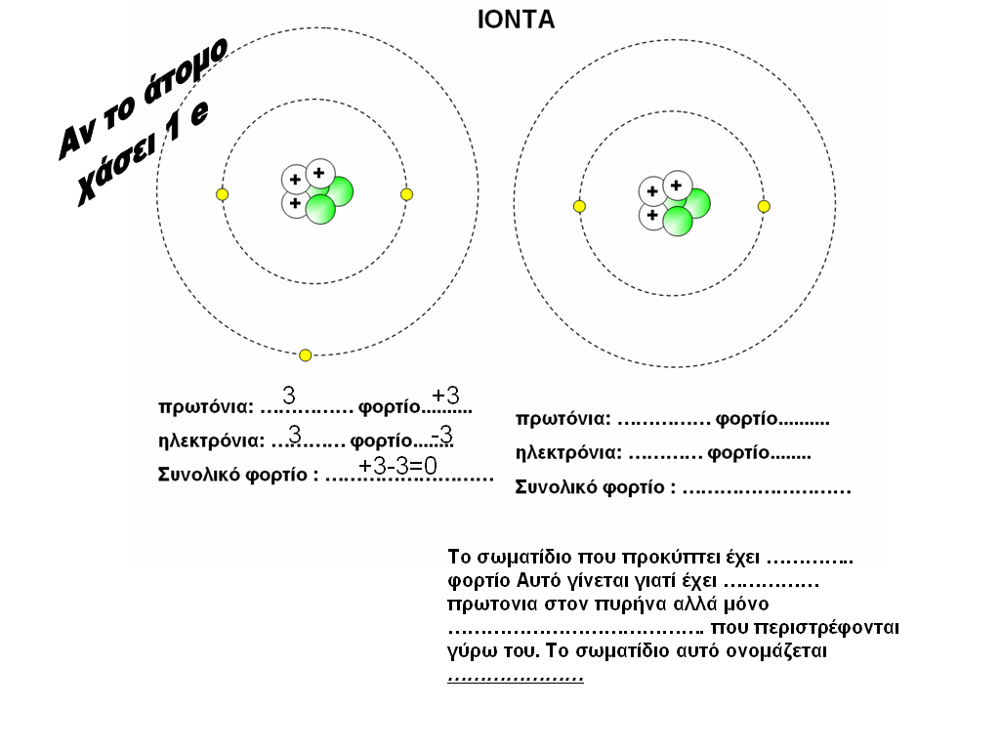 ΙΟΝΤΑ
Αν το άτομο
χάσει 1 e
+ +
+
+ +
+
πρωτόνια: …3………… φορτίο...+3....
ηλεκτρόνια: …3……… φορτίο...-3...
Συνολικό φορτίο : …+3-3=0………………
πρωτόνια: …………… φορτίο..........
ηλεκτρόνια: ………… φορτίο........
Συνολικό φορτίο : ………………………
Το σωματίδιο που προκύπτει έχει …………..
φορτίο Αυτό γίνεται γιατί έχει ……………
πρωτονια στον πυρήνα αλλά μόνο
…………………………………. που περιστρέφονται
γύρω του. Το σωματίδιο αυτό ονομάζεται
…………………